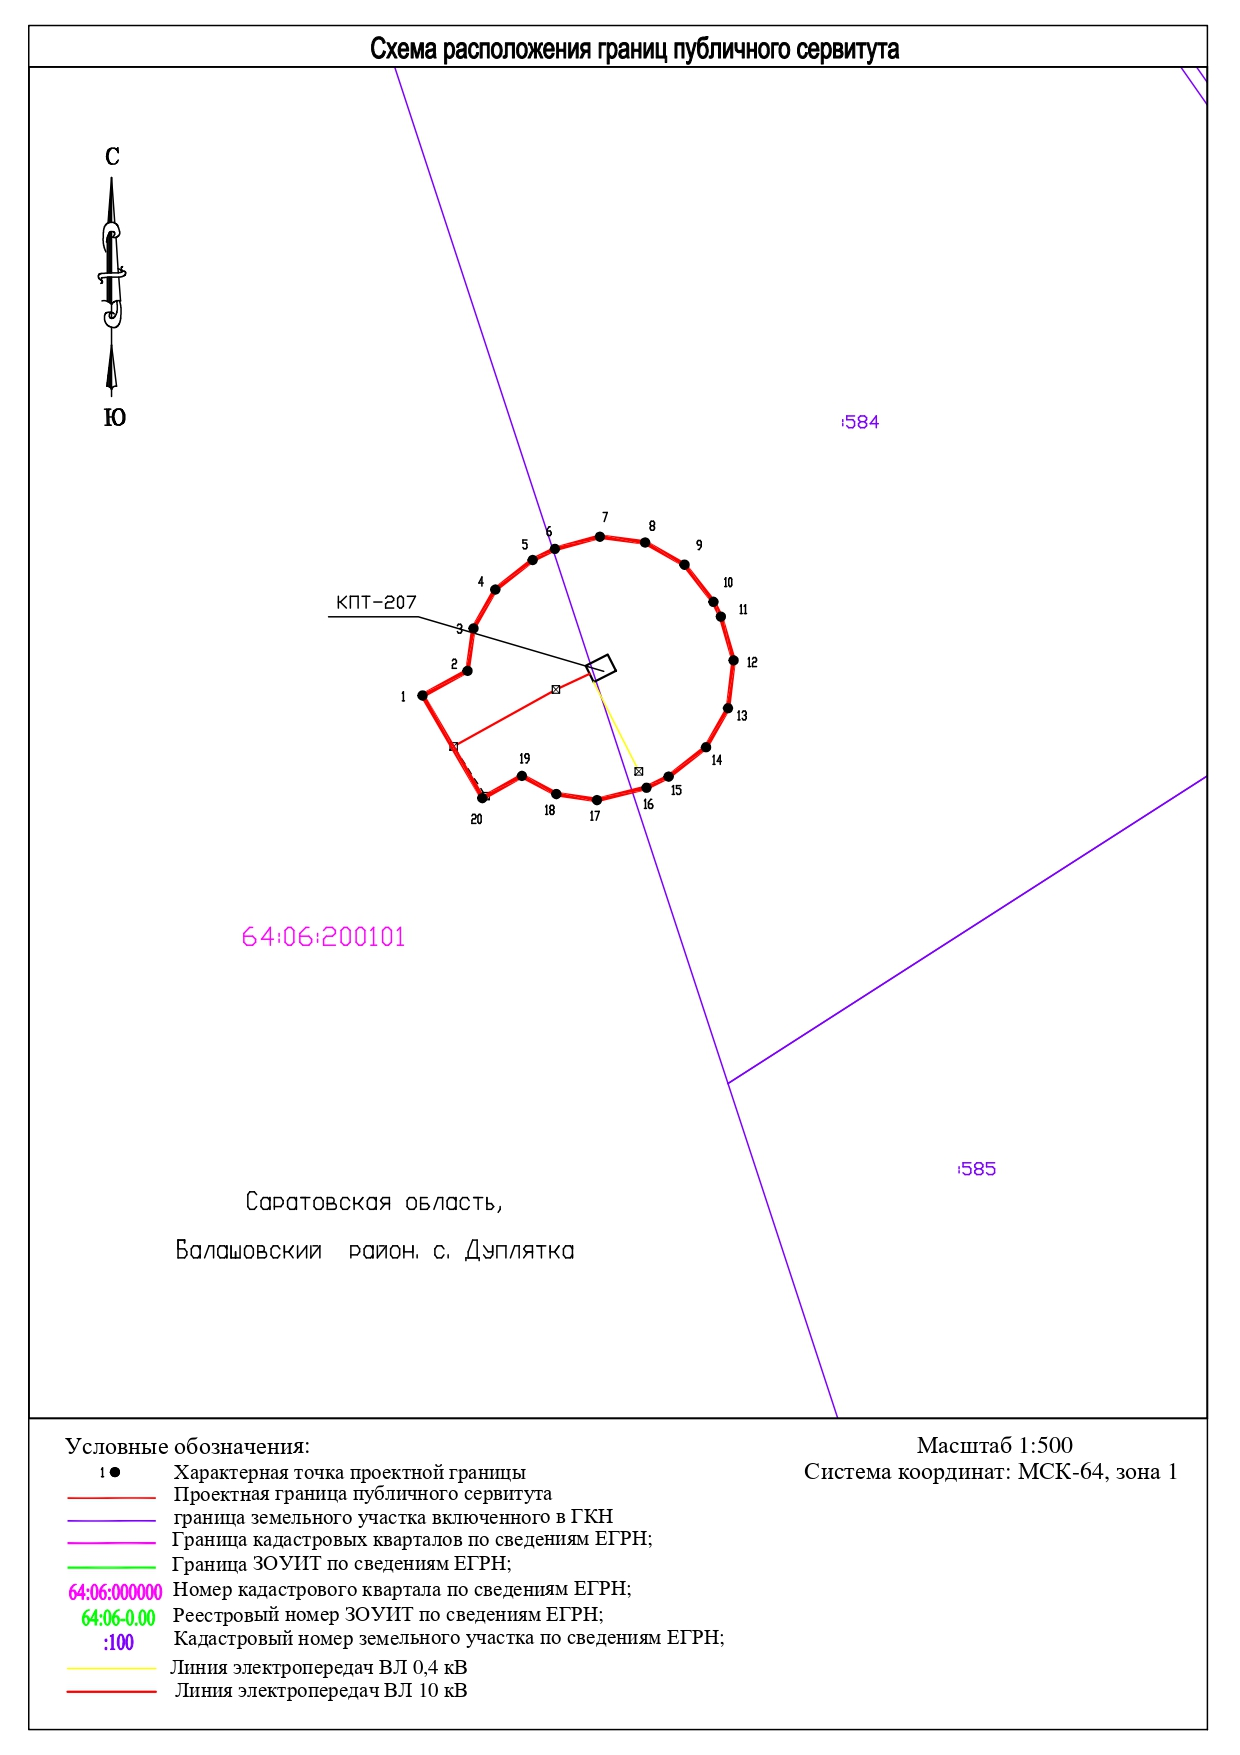 Схема расположения границ публичного сервитута
С
Ю
:584
7
6
8
5
9
4
10
КПТ-207
11
3
2
12
1
13
19
14
15
16
18
17
20
64:06:200101
:585
Саратовская область,
Балашовский район. с. Дуплятка
Условные обозначения:
1 Характерная точка проектной границы
Проектная граница публичного сервитута
граница земельного участка включенного в ГКН
Граница кадастровых кварталов по сведениям ЕГРН;
Граница ЗОУИТ по сведениям ЕГРН;
64:06:000000 Номер кадастрового квартала по сведениям ЕГРН;
64:06-0.00 Реестровый номер ЗОУИТ по сведениям ЕГРН;
:100 Кадастровый номер земельного участка по сведениям ЕГРН;
Линия электропередач ВЛ 0,4 кВ
Линия электропередач ВЛ 10 кВ
Масштаб 1:500
Система координат: МСК-64, зона 1